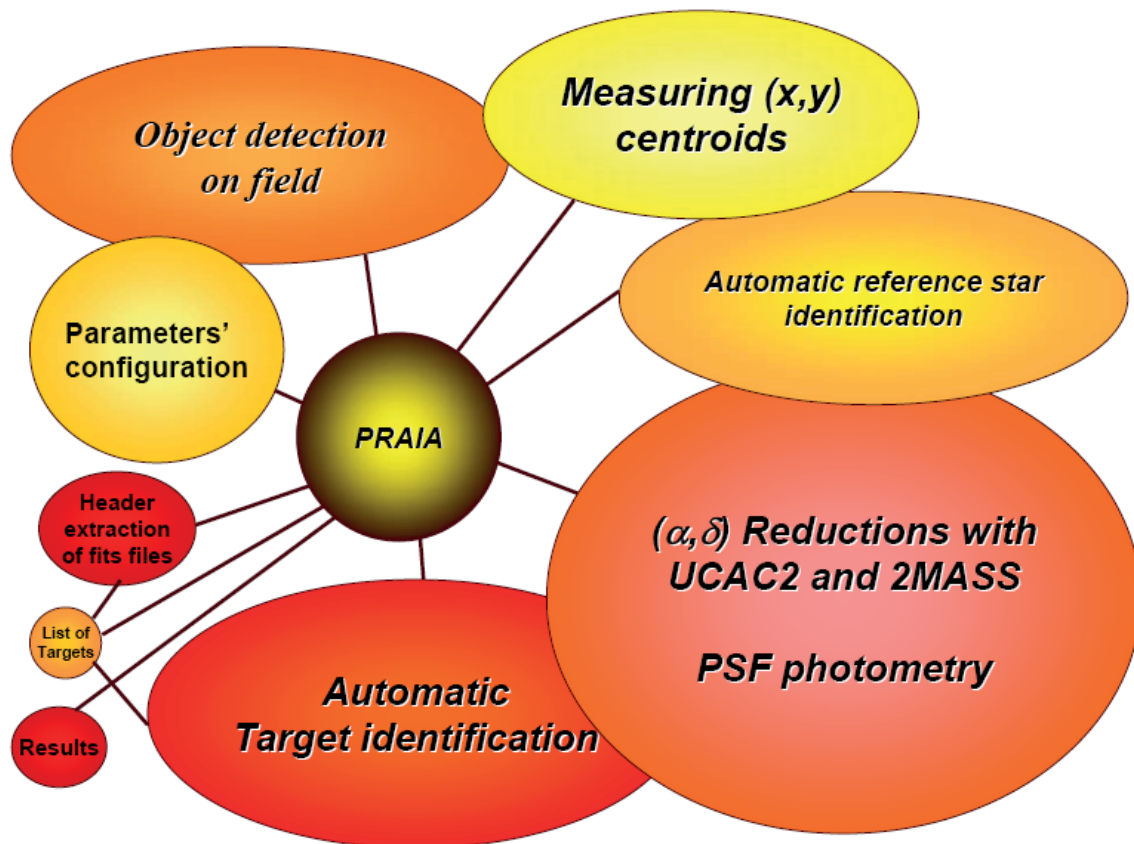 Object detection
on field
Measuring (x,y)
centroids
Automatic reference star
identification
Parameters’
configuration
PRAIA
Header
extraction
of fits files
(α,δ) Reductions with
UCAC2 and 2MASS
PSF photometry
List of
Targets
Automatic
Target identification
Results